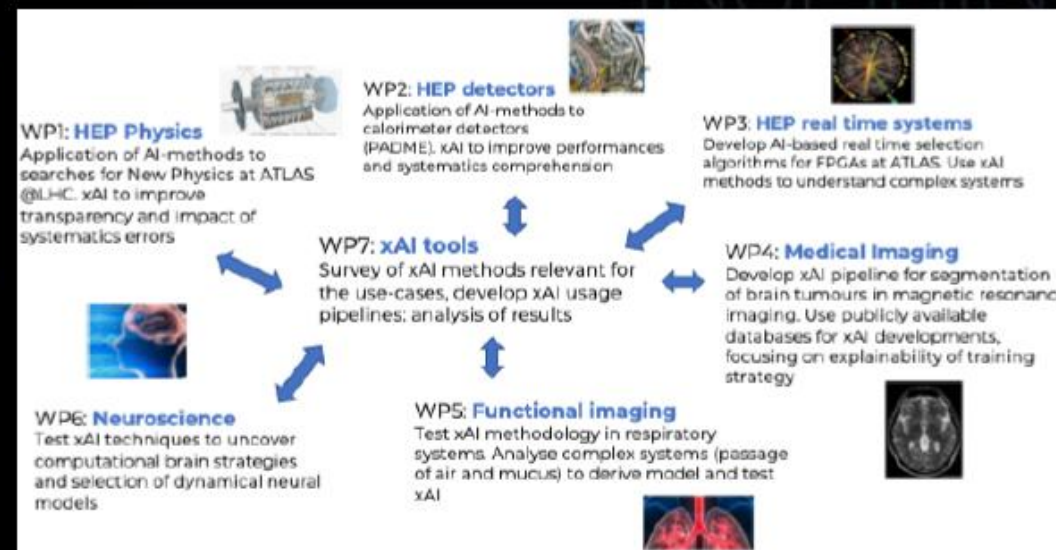 WP1: HEP Physics
Application of AI-methods to
searches for New Physics at ATLAS
@LHC. xAI to improve
transparency and impact of
systematics errors
WP2: HEP detectors
Application of AI-methods to
calorimeter detectors
(PADME). xAI to improve performances
and systematics comprehension
WP3: HEP real time systems
Develop AI-based real time selection
algorithms for FPGAs at ATLAS. Use xAI
methods to understand complex systems
WP7: xAI tools
Survey of xAI methods relevant for
the use-cases, develop xAI usage
pipelines; analysis of results
WP4: Medical Imaging
Develop xAI pipeline for segmentation
of brain tumours in magnetic resonanc
imaging. Use publicly available
databases for xAI developments,
focusing on explainability of training
strategy
WP6: Neuroscience
Test xAI techniques to uncover
computational brain strategies
and selection of dynamical neural
models
WP5: Functional imaging
Test xAI methodology in respiratory
systems. Analyse complex systems (passage
of air and mucus) to derive model and test
xAI